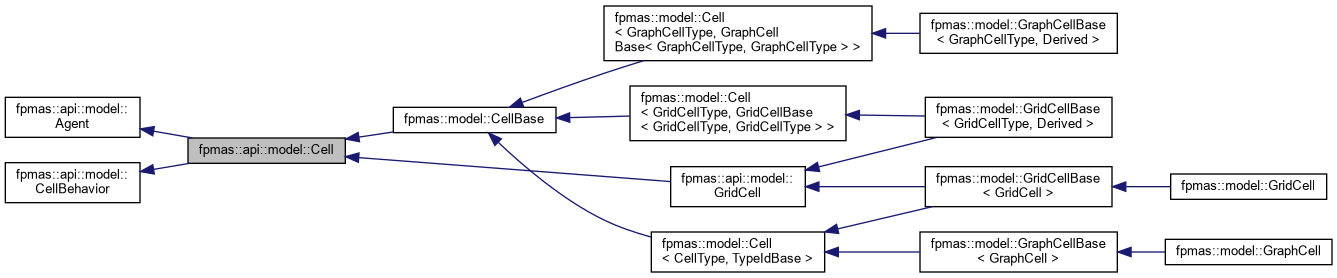 fpmas::api::model::
Agent
fpmas::api::model::
CellBehavior
fpmas::api::model::Cell
fpmas::model::CellBase
fpmas::model::Cell
< GraphCellType, GraphCell
Base< GraphCellType, GraphCellType > >
fpmas::model::Cell
< GridCellType, GridCellBase
< GridCellType, GridCellType > >
fpmas::api::model::
GridCell
fpmas::model::Cell
< CellType, TypeIdBase >
fpmas::model::GraphCellBase
< GraphCellType, Derived >
fpmas::model::GridCellBase
< GridCellType, Derived >
fpmas::model::GridCellBase
< GridCell >
fpmas::model::GraphCellBase
< GraphCell >
fpmas::model::GridCell
fpmas::model::GraphCell